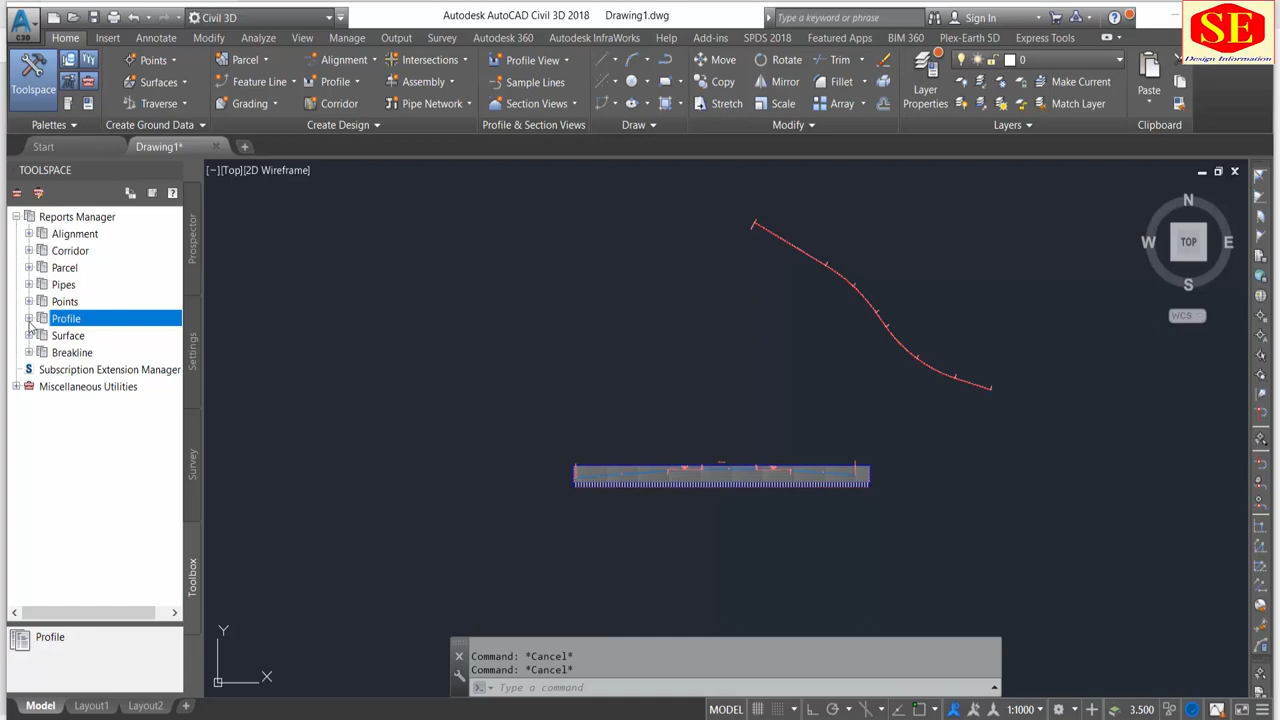 Civil 3D
Autodesk AutoCAD Civil 3D 2018 Drawing1.dwg
Type a keyword or phrase
Sign In
SE
Design Information
C3D
Home Insert Annotate Modify Analyze View Manage Output Survey Autodesk 360 Autodesk InfraWorks Help Add-ins SPDS 2018 Featured Apps BIM 360 Plex-Earth 5D Express Tools
Toolspace
Points
Surfaces
Traverse
Parcel
Feature Line
Grading
Alignment
Profile
Corridor
Intersections
Assembly
Pipe Network
Profile View
Sample Lines
Section Views
Move
Copy
Stretch
Rotate
Mirror
Scale
Trim
Fillet
Array
Layer
Properties
0
Make Current
Match Layer
Paste
Palettes Create Ground Data Create Design Profile & Section Views Draw Modify Layers Clipboard
Start Drawing1*
TOOLSPACE
[−][Top][2D Wireframe]
Reports Manager
Alignment
Corridor
Parcel
Pipes
Points
Profile
Surface
Breakline
Subscription Extension Manager
Miscellaneous Utilities
Prospector
Settings
Survey
Toolbox
N
W TOP E
S
WCS
Profile
Y
X
Command: *Cancel*
Command: *Cancel*
Type a command
Model Layout1 Layout2
MODEL 1:1000 3.500